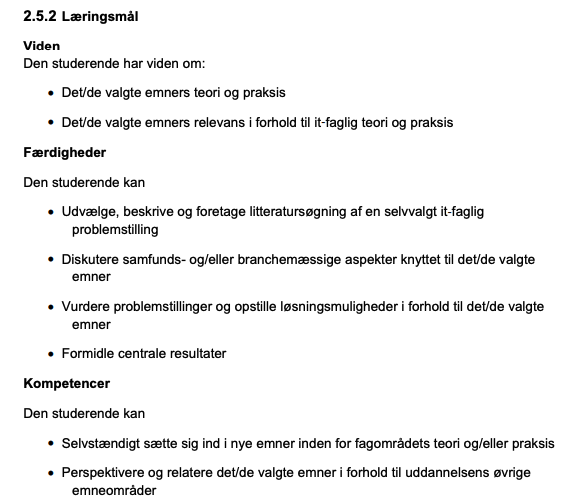 2.5.2 Læringsmål
Viden
Den studerende har viden om:
• Det/de valgte emners teori og praksis
• Det/de valgte emners relevans i forhold til it-faglig teori og praksis
Færdigheder
Den studerende kan
• Udvælge, beskrive og foretage litteratursøgning af en selvvalgt it-faglig
problemstilling
• Diskutere samfunds- og/eller branchemæssige aspekter knyttet til det/de valgte
emner
• Vurdere problemstillinger og opstille løsningsmuligheder i forhold til det/de valgte
emner
• Formidle centrale resultater
Kompetencer
Den studerende kan
• Selvstændigt sætte sig ind i nye emner inden for fagområdets teori og/eller praksis
• Perspektivere og relatere det/de valgte emner i forhold til uddannelsens øvrige
emneområder